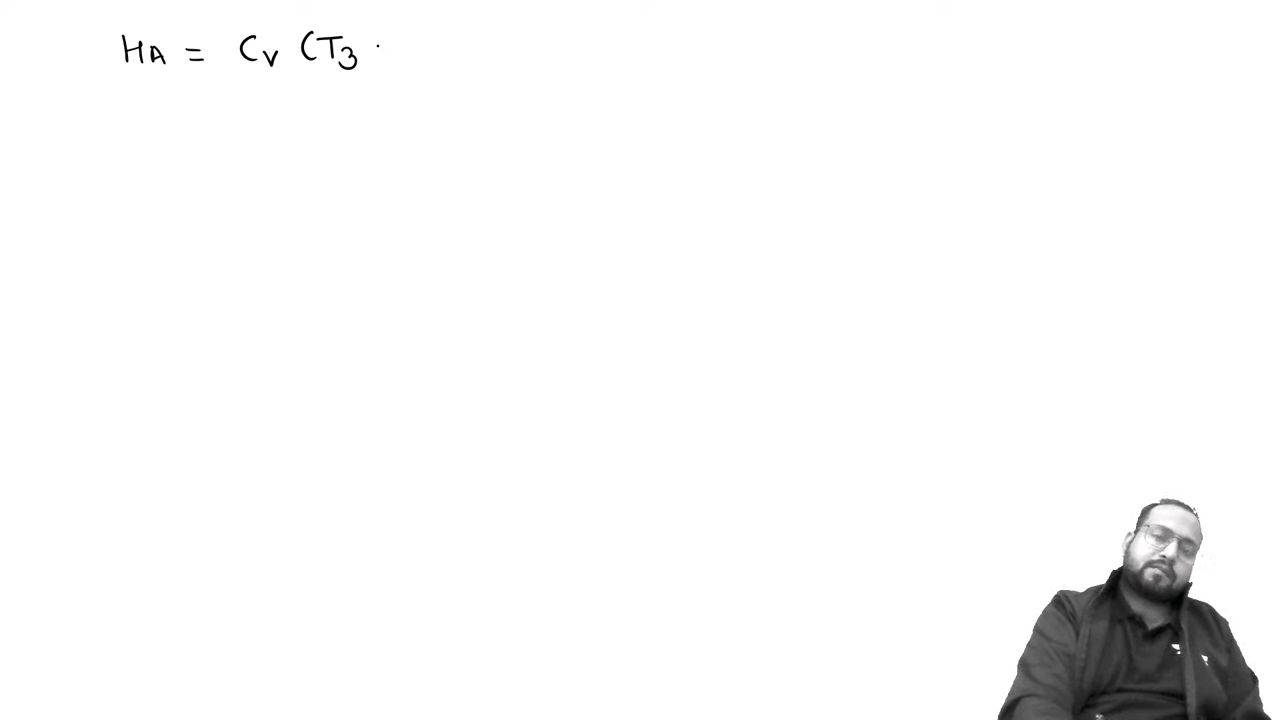 HA = Cv (T3 ·